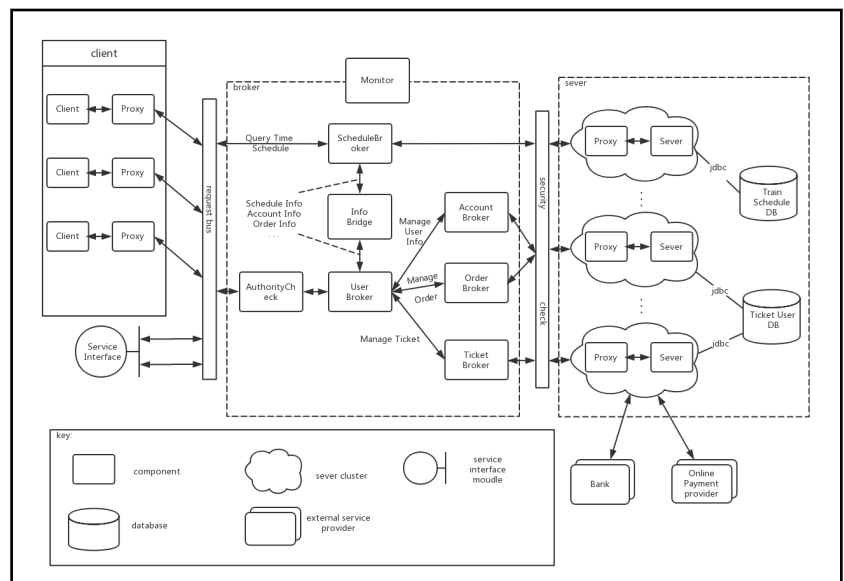 client
Client
Proxy
Client
Proxy
Client
Proxy
Service
Interface
request bus
broker
Monitor
Query Time
Schedule
ScheduleBr
oker
Schedule Info
Account Info
Order Info
. . .
Info
Bridge
AuthorityChe
ck
User
Broker
Manage
User
Info
Manage
Order
Manage Ticket
Account
Broker
Order
Broker
Ticket
Broker
security
check
sever
Proxy
Sever
jdbc
Train
Schedule
DB
Proxy
Sever
jdbc
Ticket User
DB
Proxy
Sever
jdbc
Bank
Online
Payment
provider
key:
component
sever cluster
service
interface
moudle
database
external service
provider